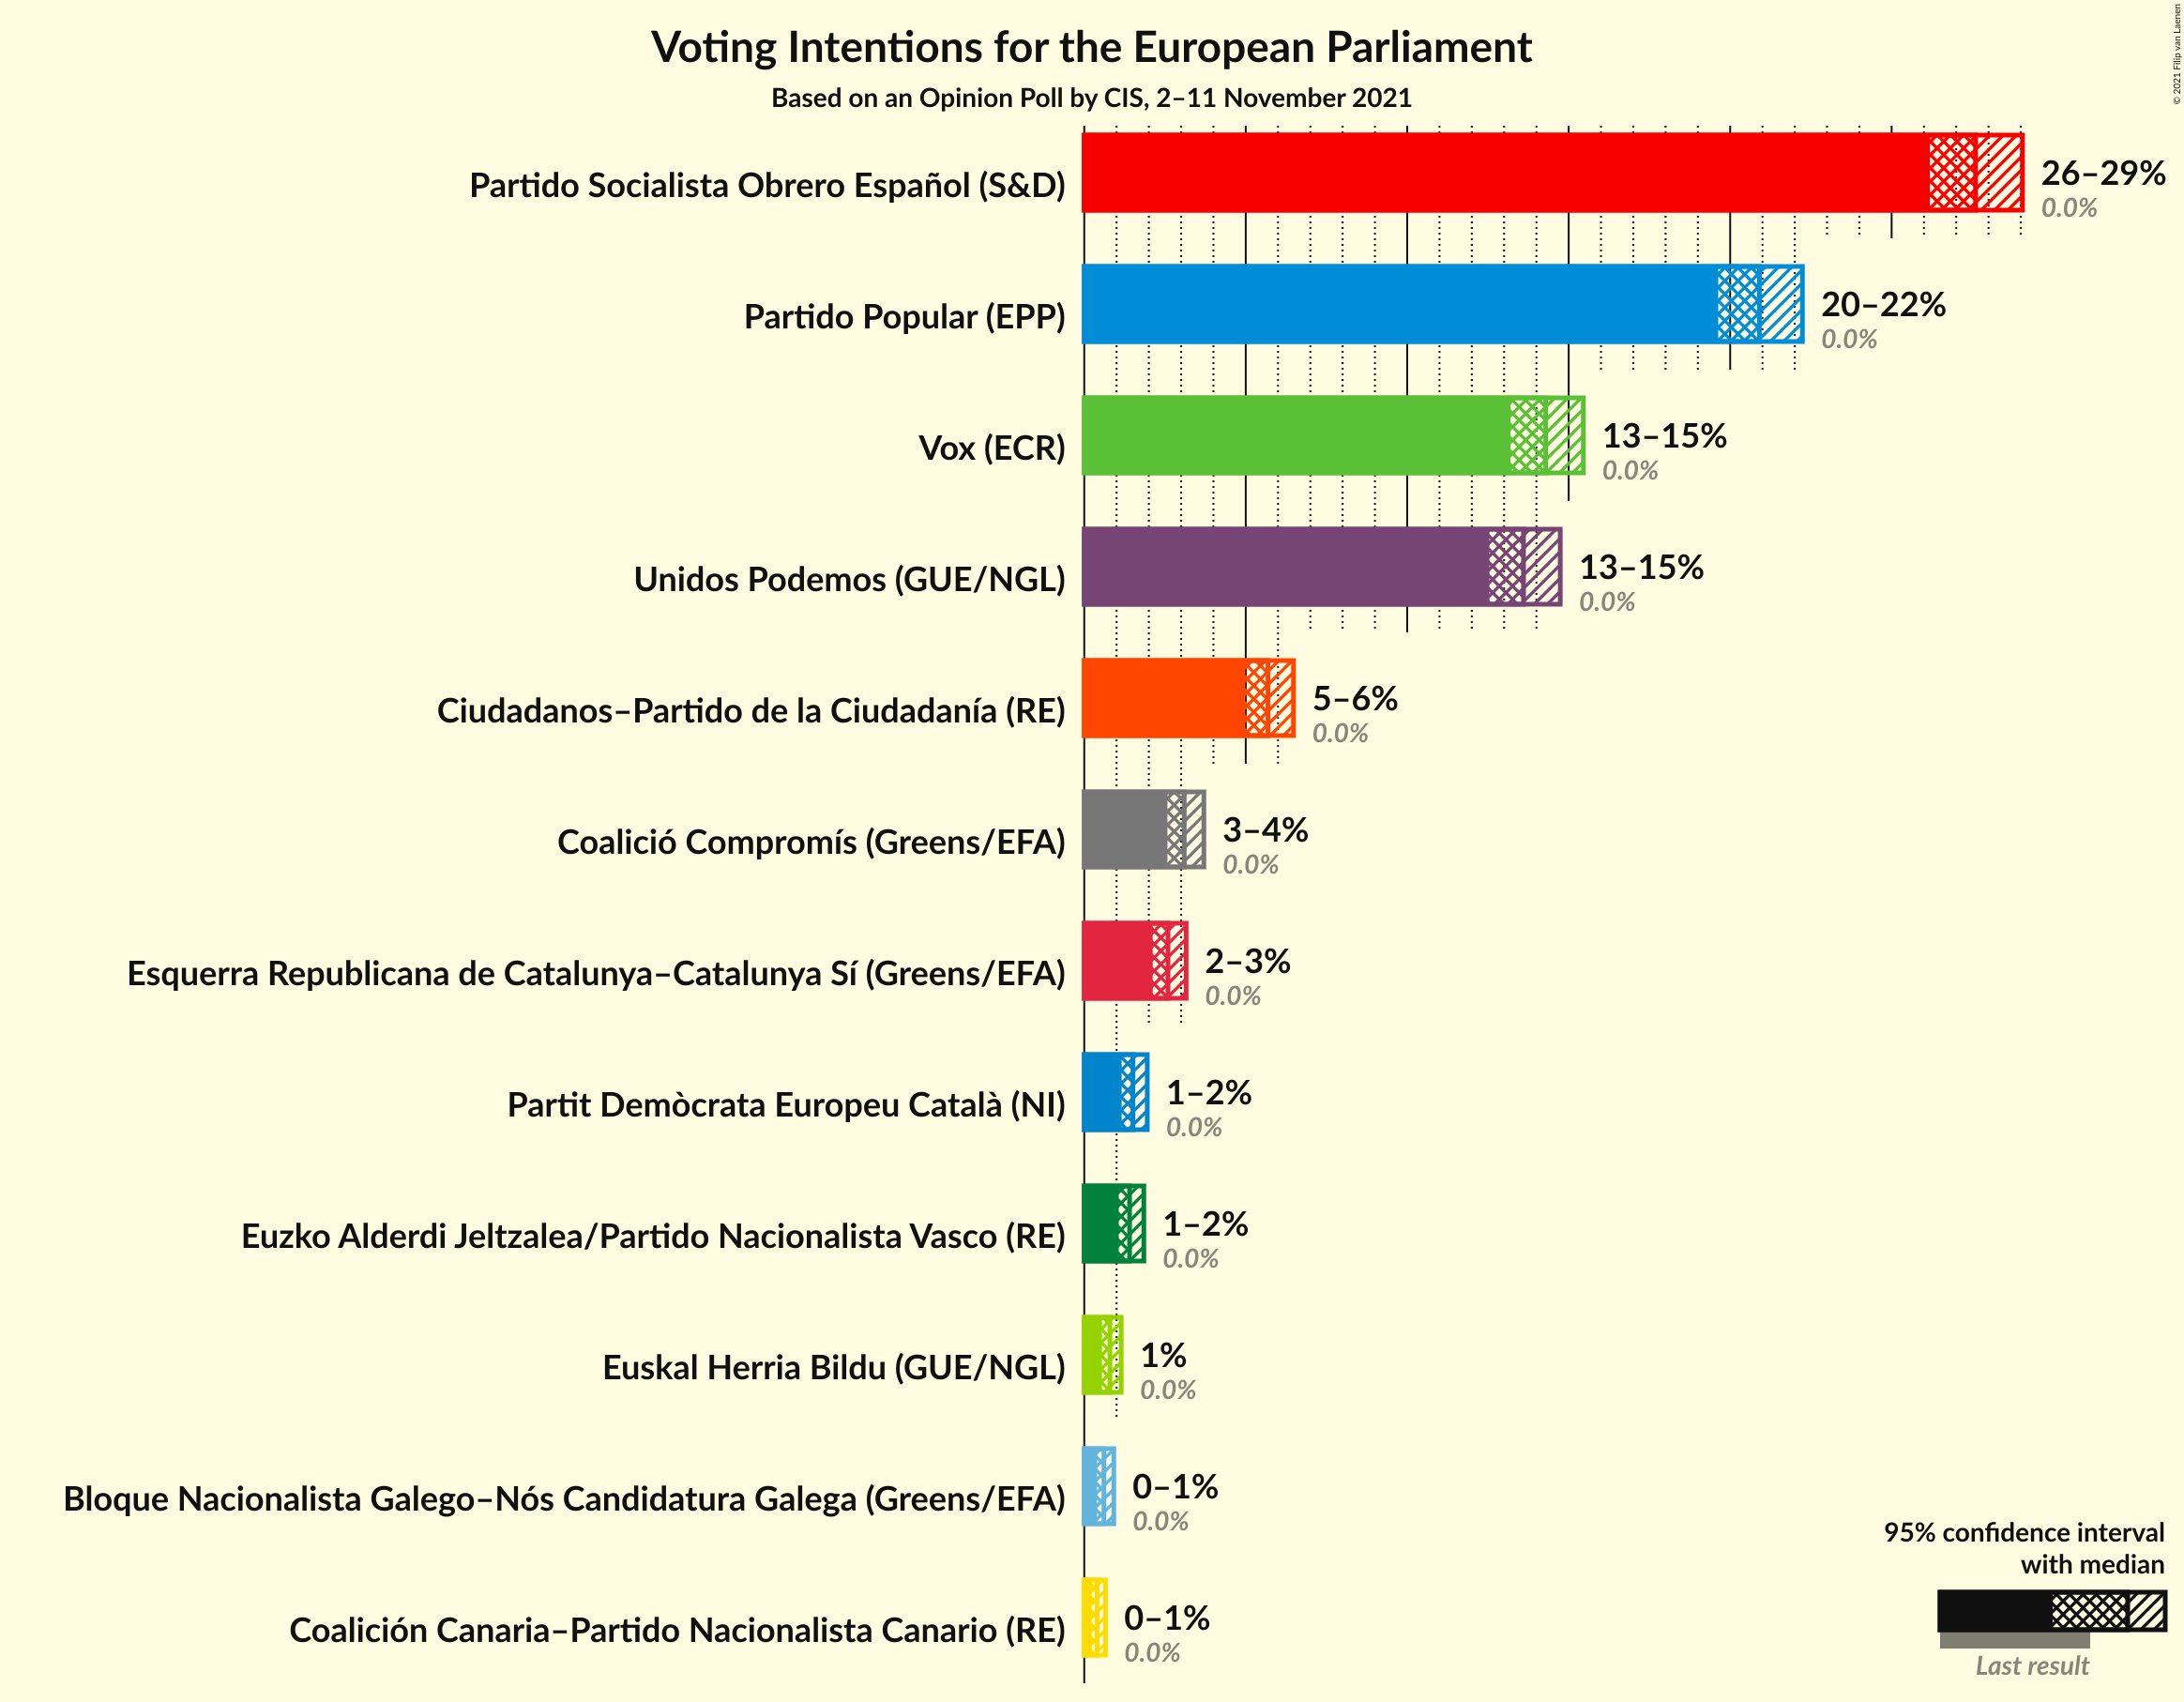 Voting Intentions for the European Parliament
Based on an Opinion Poll by CIS, 2–11 November 2021
© 2021 Filip van Laenen
Partido Socialista Obrero Español (S&D)
26–29%
0.0%
Partido Popular (EPP)
20–22%
0.0%
Vox (ECR)
13–15%
0.0%
Unidos Podemos (GUE/NGL)
13–15%
0.0%
Ciudadanos–Partido de la Ciudadanía (RE)
5–6%
0.0%
Coalició Compromís (Greens/EFA)
3–4%
0.0%
Esquerra Republicana de Catalunya–Catalunya Sí (Greens/EFA)
2–3%
0.0%
Partit Demòcrata Europeu Català (NI)
1–2%
0.0%
Euzko Alderdi Jeltzalea/Partido Nacionalista Vasco (RE)
1–2%
0.0%
Euskal Herria Bildu (GUE/NGL)
1%
0.0%
Bloque Nacionalista Galego–Nós Candidatura Galega (Greens/EFA)
0–1%
0.0%
Coalición Canaria–Partido Nacionalista Canario (RE)
0–1%
0.0%
95% confidence interval
with median
Last result